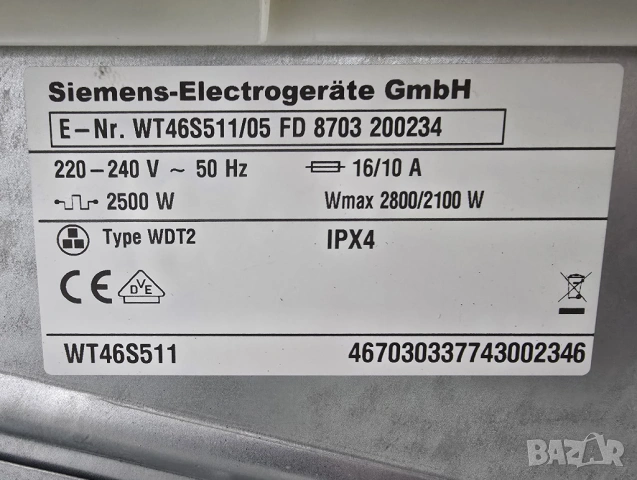 Siemens-Electrogeräte GmbH
E-Nr. WT46S511/05 FD 8703 200234
220-240 V ~ 50 Hz 16/10 A
2500 W Wmax 2800/2100 W
Type WDT2 IPX4
CE DVE
WT46S511 467030337743002346
BAZAR